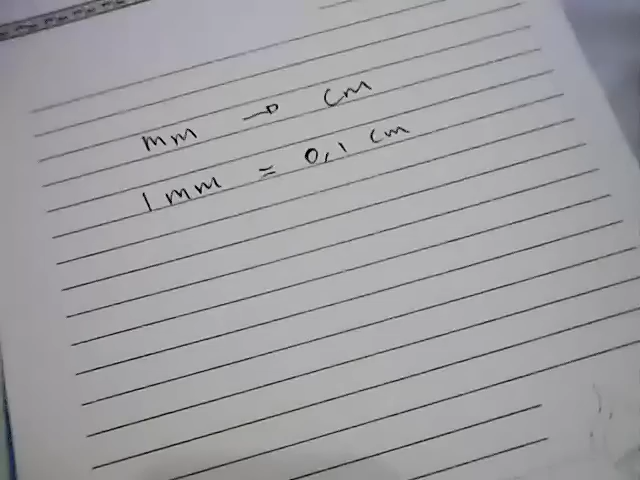 mm → cm
1 mm = 0,1 cm